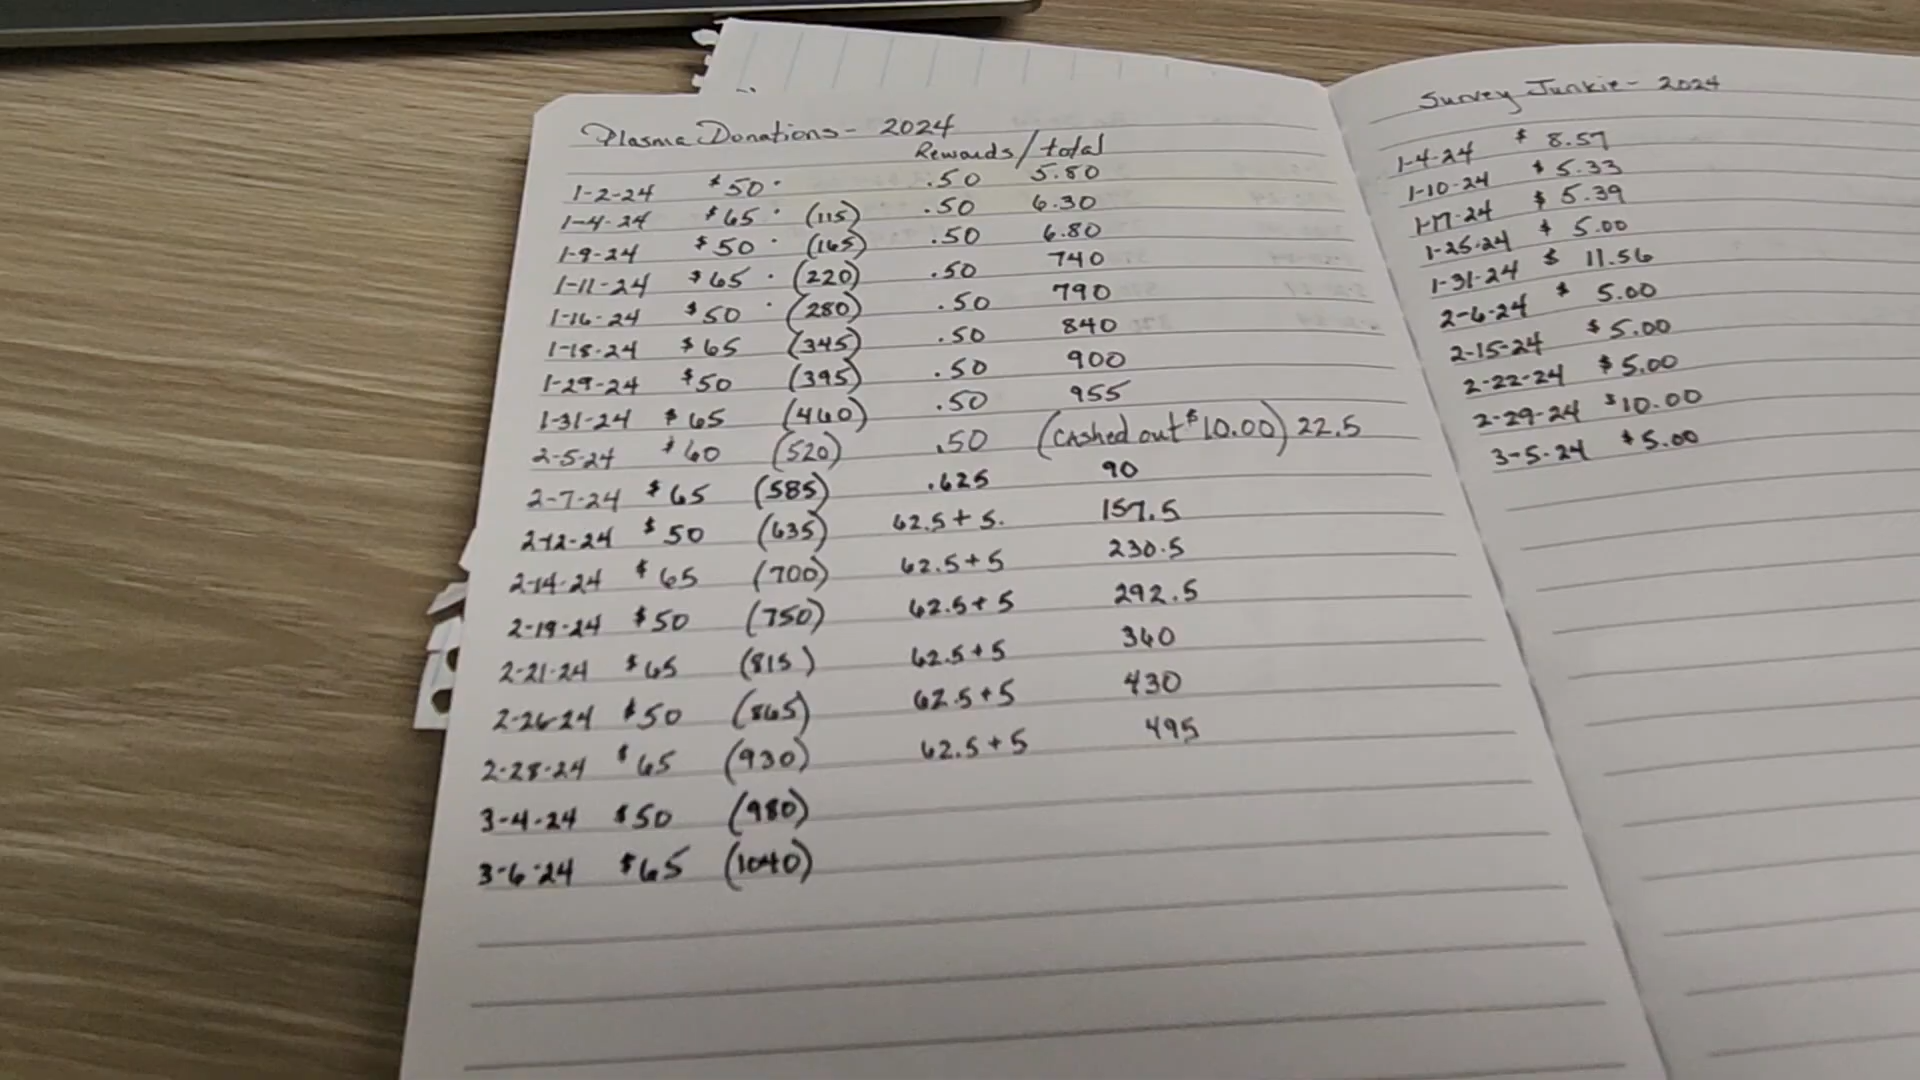 Plasma Donations - 2024
Rewards / total
1-2-24 $50 .50 5.80
1-4-24 $65 (115) .50 6.30
1-9-24 $50 (165) .50 6.80
1-11-24 $65 (220) .50 740
1-16-24 $50 (280) .50 790
1-18-24 $65 (345) .50 840
1-29-24 $50 (395) .50 900
1-31-24 $65 (460) .50 955
2-5-24 $60 (520) .50 (cashed out $10.00) 22.5
2-7-24 $65 (585) .625 90
2-12-24 $50 (635) 62.5 + 5. 157.5
2-14-24 $65 (700) 62.5 + 5 230.5
2-19-24 $50 (750) 62.5 + 5 292.5
2-21-24 $65 (815) 62.5 + 5 360
2-26-24 $50 (865) 62.5 + 5 430
2-28-24 $65 (930) 62.5 + 5 495
3-4-24 $50 (980)
3-6-24 $65 (1040)
Survey Junkie - 2024
1-4-24 $ 8.57
1-10-24 $ 5.33
1-17-24 $ 5.39
1-25-24 $ 5.00
1-31-24 $ 11.56
2-6-24 $ 5.00
2-15-24 $5.00
2-22-24 $5.00
2-29-24 $10.00
3-5-24 $5.00